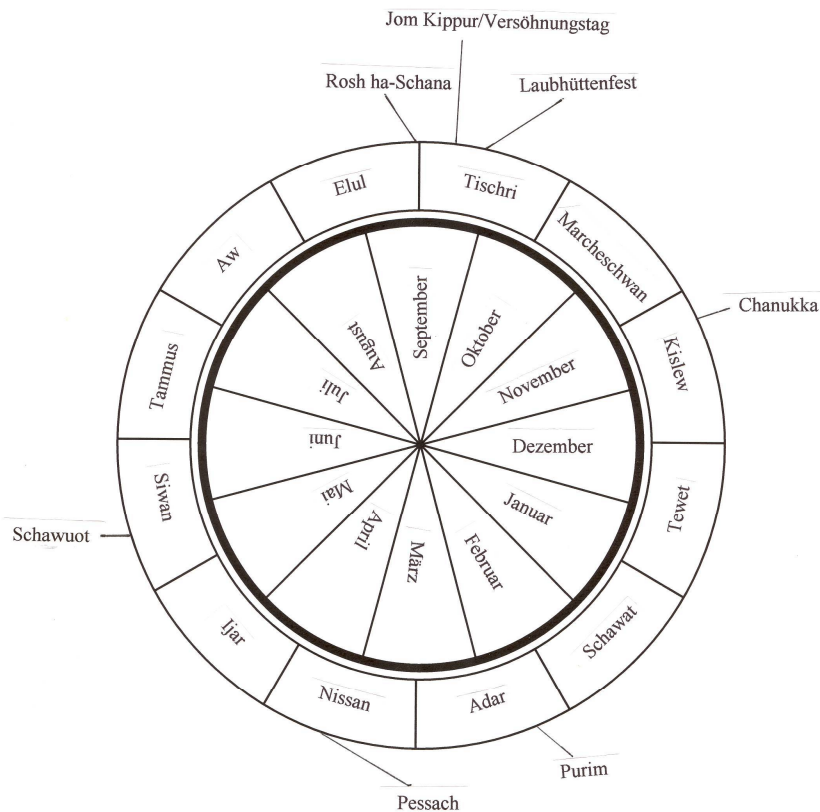 Jom Kippur/Versöhnungstag
Rosh ha-Schana
Laubhüttenfest
Elul
Tischri
Marcheschwan
Chanukka
Kislew
Tewet
Schawat
Adar
Purim
Nissan
Pessach
Ijar
Siwan
Schawuot
Tammus
Aw
September
Oktober
November
Dezember
Januar
Februar
März
April
Mai
Juni
Juli
August